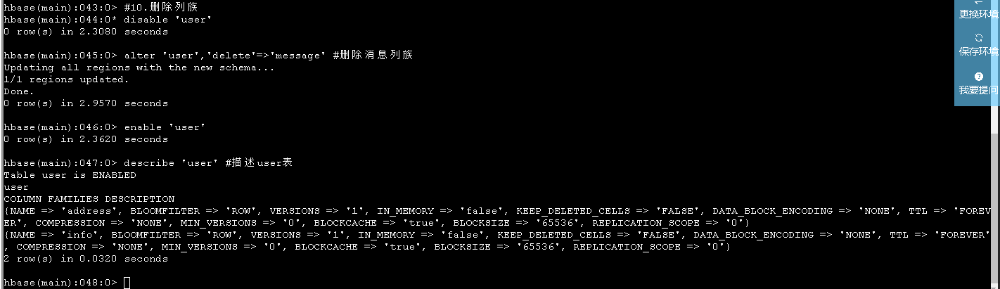 hbase(main):043:0> #10.删除列族
hbase(main):044:0* disable 'user'
0 row(s) in 2.3080 seconds
hbase(main):045:0> alter 'user','delete'=>'message' #删除消息列族
Updating all regions with the new schema...
1/1 regions updated.
Done.
0 row(s) in 2.9570 seconds
hbase(main):046:0> enable 'user'
0 row(s) in 2.3620 seconds
hbase(main):047:0> describe 'user' #描述user表
Table user is ENABLED
user
COLUMN FAMILIES DESCRIPTION
{NAME => 'address', BLOOMFILTER => 'ROW', VERSIONS => '1', IN_MEMORY => 'false', KEEP_DELETED_CELLS => 'FALSE', DATA_BLOCK_ENCODING => 'NONE', TTL => 'FOREV
ER', COMPRESSION => 'NONE', MIN_VERSIONS => '0', BLOCKCACHE => 'true', BLOCKSIZE => '65536', REPLICATION_SCOPE => '0'}
{NAME => 'info', BLOOMFILTER => 'ROW', VERSIONS => '1', IN_MEMORY => 'false', KEEP_DELETED_CELLS => 'FALSE', DATA_BLOCK_ENCODING => 'NONE', TTL => 'FOREVER'
, COMPRESSION => 'NONE', MIN_VERSIONS => '0', BLOCKCACHE => 'true', BLOCKSIZE => '65536', REPLICATION_SCOPE => '0'}
2 row(s) in 0.0320 seconds
hbase(main):048:0>
更换环境
保存环境
?
我要提问